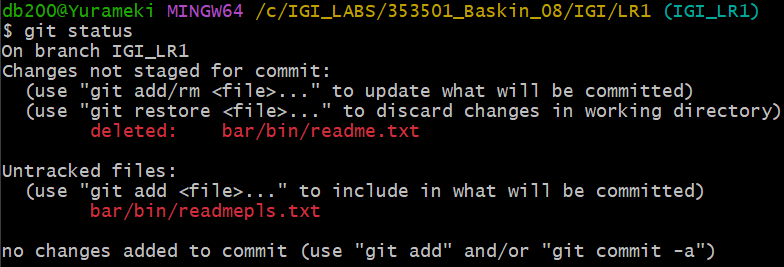 db200@Yurameki MINGW64 /c/IGI_LABS/353501_Baskin_08/IGI/LR1 (IGI_LR1)
$ git status
On branch IGI_LR1
Changes not staged for commit:
  (use "git add/rm <file>..." to update what will be committed)
  (use "git restore <file>..." to discard changes in working directory)
        deleted:    bar/bin/readme.txt

Untracked files:
  (use "git add <file>..." to include in what will be committed)
        bar/bin/readmepls.txt

no changes added to commit (use "git add" and/or "git commit -a")